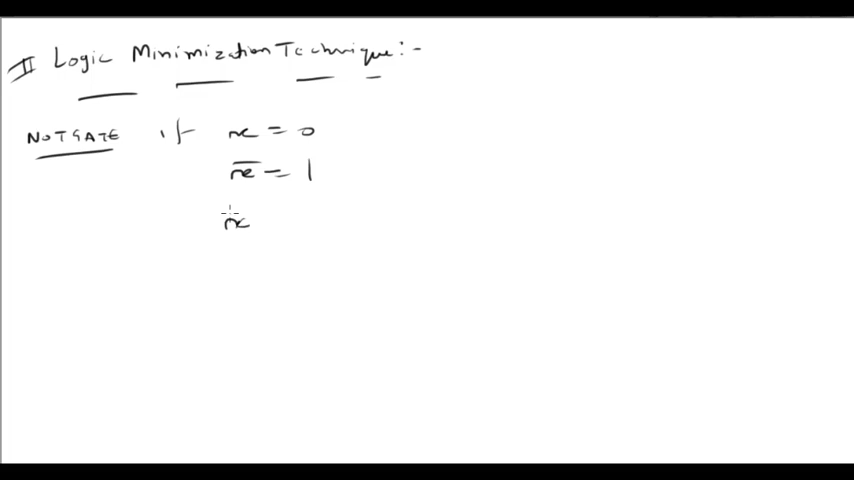 II Logic Minimization Technique:-
NOT GATE if x = 0
x̅ = 1
x